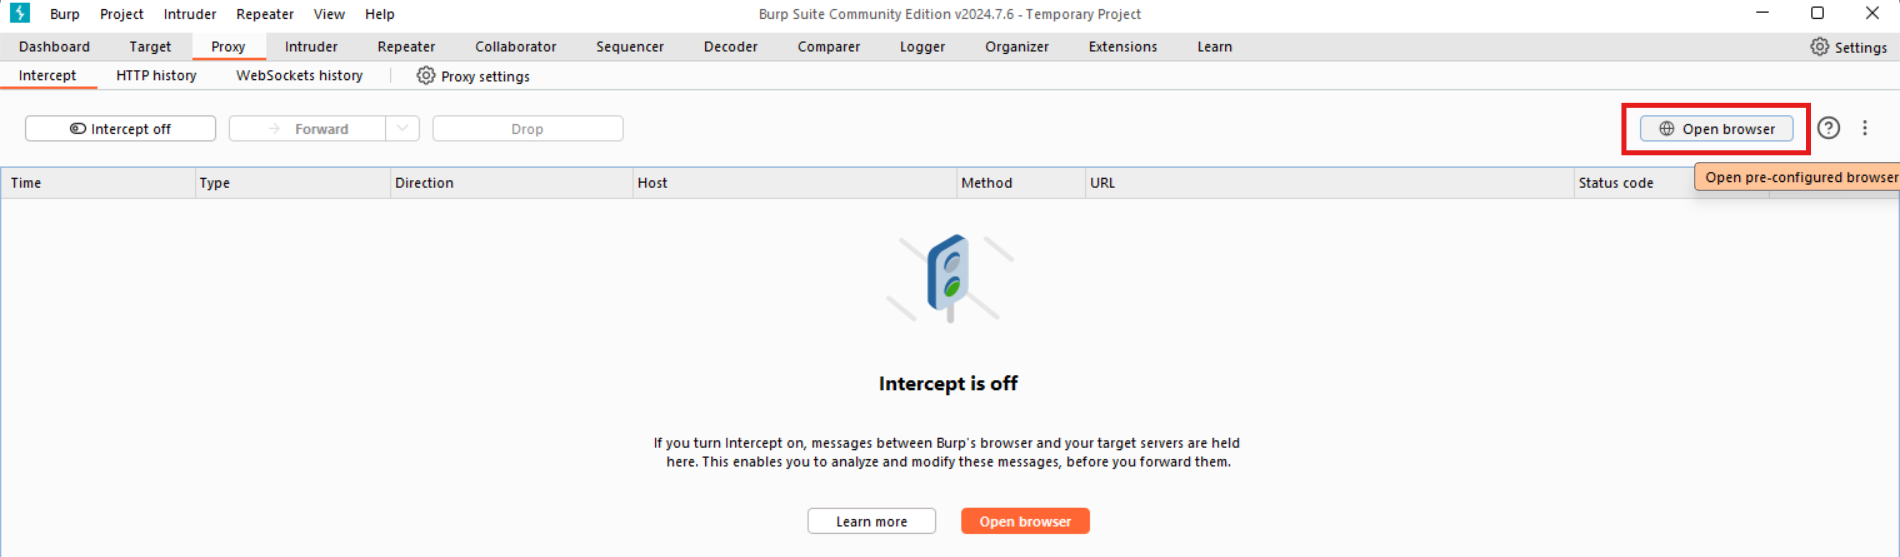 Burp Project Intruder Repeater View Help Burp Suite Community Edition v2024.7.6 - Temporary Project
Dashboard Target Proxy Intruder Repeater Collaborator Sequencer Decoder Comparer Logger Organizer Extensions Learn Settings
Intercept HTTP history WebSockets history Proxy settings
Intercept off Forward Drop Open browser ?
Time Type Direction Host Method URL Status code
Open pre-configured browser
Intercept is off
If you turn Intercept on, messages between Burp's browser and your target servers are held
here. This enables you to analyze and modify these messages, before you forward them.
Learn more Open browser